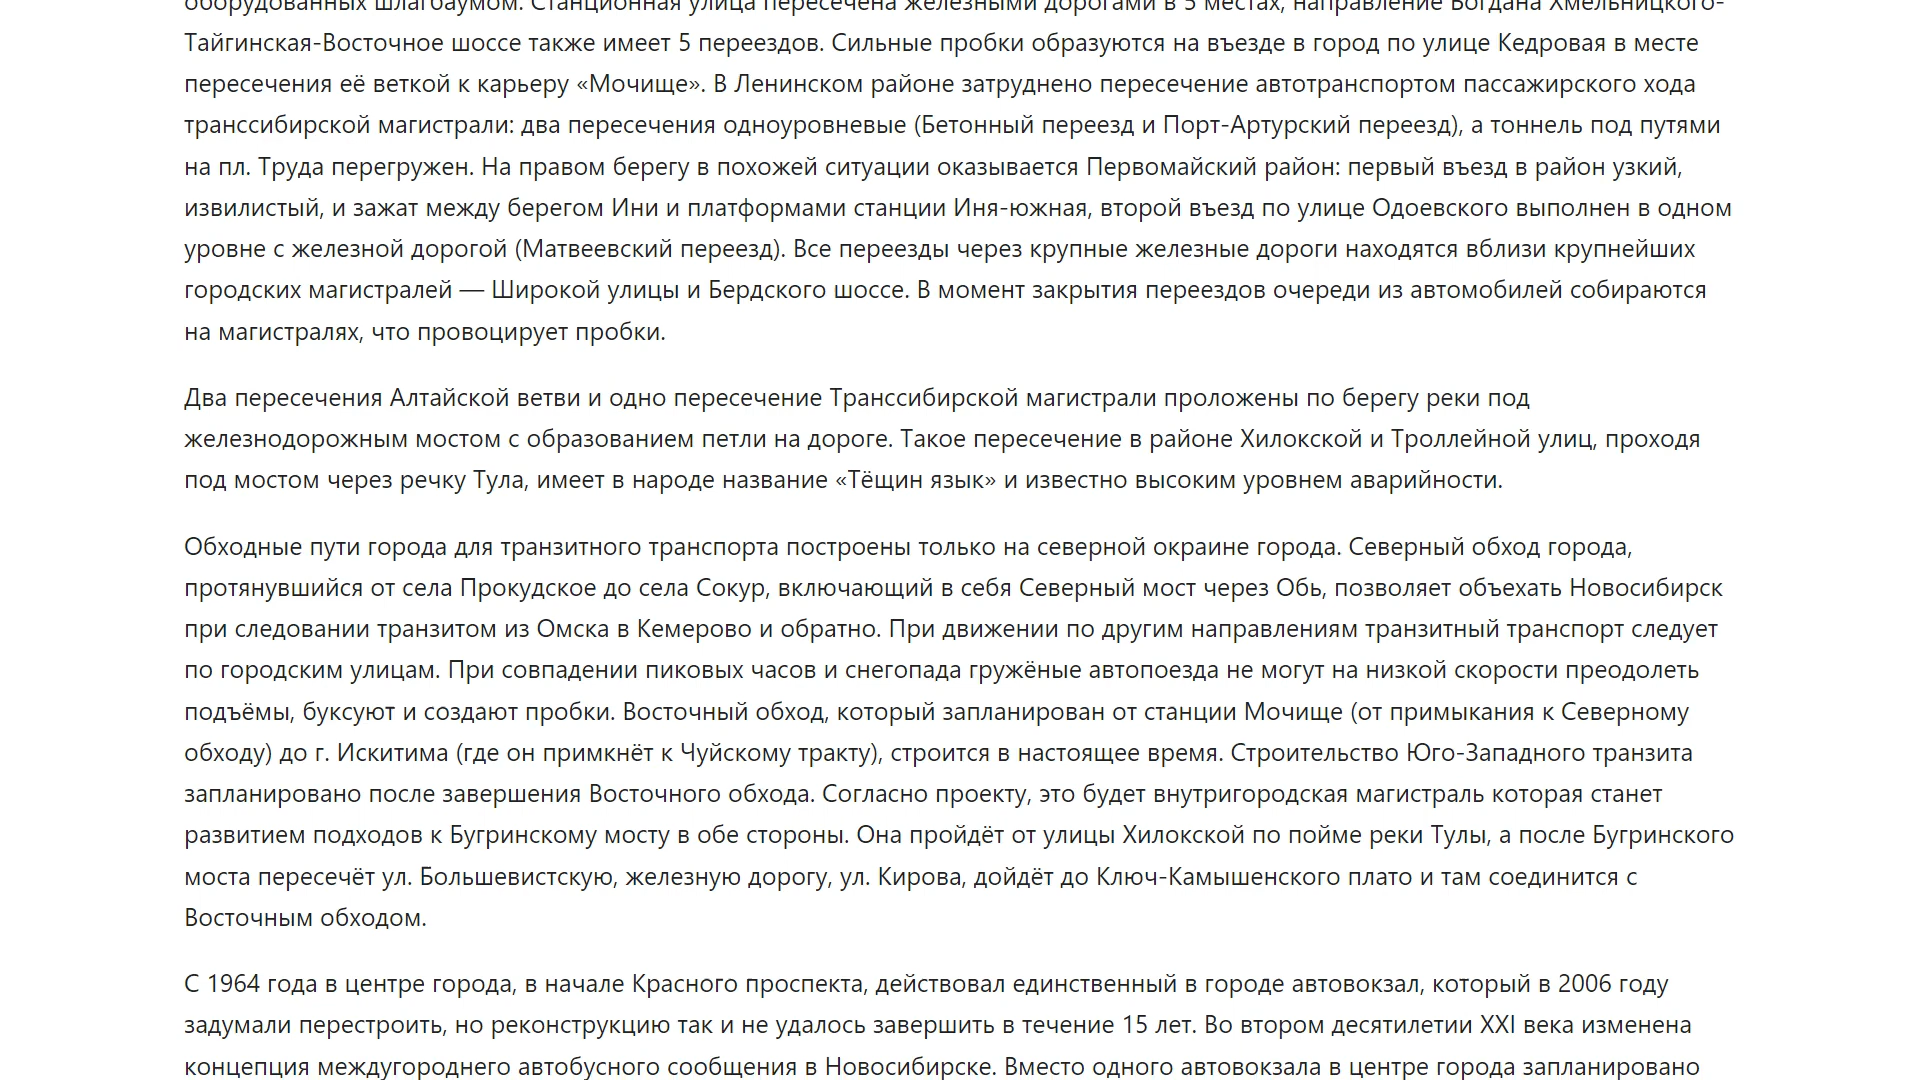 оборудованных шлагбаумом. Станционная улица пересечена железными дорогами в 5 местах, направление Богдана Хмельницкого-
Тайгинская-Восточное шоссе также имеет 5 переездов. Сильные пробки образуются на въезде в город по улице Кедровая в месте
пересечения её веткой к карьеру «Мочище». В Ленинском районе затруднено пересечение автотранспортом пассажирского хода
транссибирской магистрали: два пересечения одноуровневые (Бетонный переезд и Порт-Артурский переезд), а тоннель под путями
на пл. Труда перегружен. На правом берегу в похожей ситуации оказывается Первомайский район: первый въезд в район узкий,
извилистый, и зажат между берегом Ини и платформами станции Иня-южная, второй въезд по улице Одоевского выполнен в одном
уровне с железной дорогой (Матвеевский переезд). Все переезды через крупные железные дороги находятся вблизи крупнейших
городских магистралей — Широкой улицы и Бердского шоссе. В момент закрытия переездов очереди из автомобилей собираются
на магистралях, что провоцирует пробки.
Два пересечения Алтайской ветви и одно пересечение Транссибирской магистрали проложены по берегу реки под
железнодорожным мостом с образованием петли на дороге. Такое пересечение в районе Хилокской и Троллейной улиц, проходя
под мостом через речку Тула, имеет в народе название «Тёщин язык» и известно высоким уровнем аварийности.
Обходные пути города для транзитного транспорта построены только на северной окраине города. Северный обход города,
протянувшийся от села Прокудское до села Сокур, включающий в себя Северный мост через Обь, позволяет объехать Новосибирск
при следовании транзитом из Омска в Кемерово и обратно. При движении по другим направлениям транзитный транспорт следует
по городским улицам. При совпадении пиковых часов и снегопада гружёные автопоезда не могут на низкой скорости преодолеть
подъёмы, буксуют и создают пробки. Восточный обход, который запланирован от станции Мочище (от примыкания к Северному
обходу) до г. Искитима (где он примкнёт к Чуйскому тракту), строится в настоящее время. Строительство Юго-Западного транзита
запланировано после завершения Восточного обхода. Согласно проекту, это будет внутригородская магистраль которая станет
развитием подходов к Бугринскому мосту в обе стороны. Она пройдёт от улицы Хилокской по пойме реки Тулы, а после Бугринского
моста пересечёт ул. Большевистскую, железную дорогу, ул. Кирова, дойдёт до Ключ-Камышенского плато и там соединится с
Восточным обходом.
С 1964 года в центре города, в начале Красного проспекта, действовал единственный в городе автовокзал, который в 2006 году
задумали перестроить, но реконструкцию так и не удалось завершить в течение 15 лет. Во втором десятилетии XXI века изменена
концепция междугороднего автобусного сообщения в Новосибирске. Вместо одного автовокзала в центре города запланировано